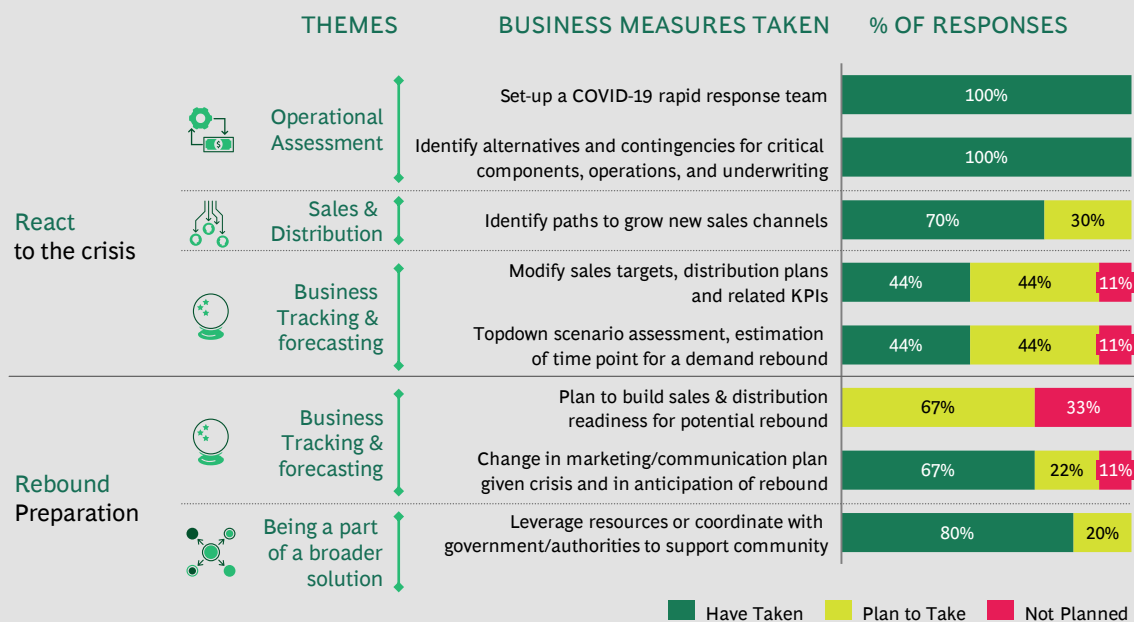 THEMES BUSINESS MEASURES TAKEN % OF RESPONSES
React
to the crisis
Operational
Assessment
Set-up a COVID-19 rapid response team
100%
Identify alternatives and contingencies for critical
components, operations, and underwriting
100%
Sales &
Distribution
Identify paths to grow new sales channels
70% 30%
Business
Tracking &
forecasting
Modify sales targets, distribution plans
and related KPIs
44% 44% 11%
Topdown scenario assessment, estimation
of time point for a demand rebound
44% 44% 11%
Rebound
Preparation
Business
Tracking &
forecasting
Plan to build sales & distribution
readiness for potential rebound
67% 33%
Change in marketing/communication plan
given crisis and in anticipation of rebound
67% 22% 11%
Being a part
of a broader
solution
Leverage resources or coordinate with
government/authorities to support community
80% 20%
Have Taken Plan to Take Not Planned